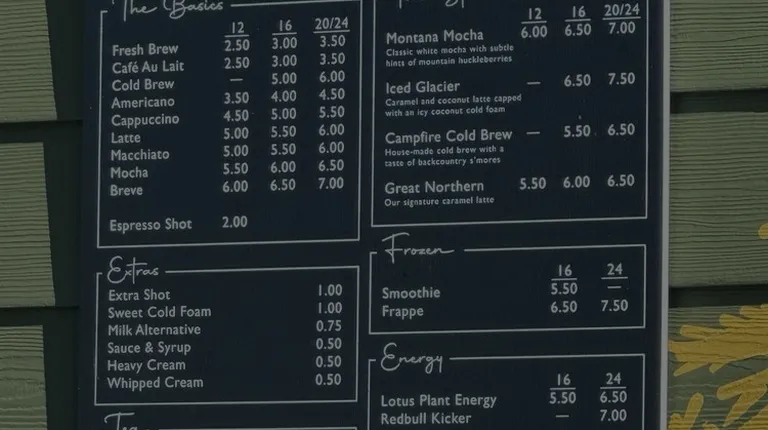 The Basics
12 16 20/24
Fresh Brew 2.50 3.00 3.50
Café Au Lait 2.50 3.00 3.50
Cold Brew — 5.00 6.00
Americano 3.50 4.00 4.50
Cappuccino 4.50 5.00 5.50
Latte 5.00 5.50 6.00
Macchiato 5.00 5.50 6.00
Mocha 5.50 6.00 6.50
Breve 6.00 6.50 7.00
Espresso Shot 2.00
Extras
Extra Shot 1.00
Sweet Cold Foam 1.00
Milk Alternative 0.75
Sauce & Syrup 0.50
Heavy Cream 0.50
Whipped Cream 0.50
Tea
12 16 20/24
Montana Mocha 6.00 6.50 7.00
Classic white mocha with subtle
hints of mountain huckleberries
Iced Glacier — 6.50 7.50
Caramel and coconut latte capped
with an icy coconut cold foam
Campfire Cold Brew — 5.50 6.50
House-made cold brew with a
taste of backcountry s'mores
Great Northern 5.50 6.00 6.50
Our signature caramel latte
Frozen
16 24
Smoothie 5.50 —
Frappe 6.50 7.50
Energy
16 24
Lotus Plant Energy 5.50 6.50
Redbull Kicker — 7.00